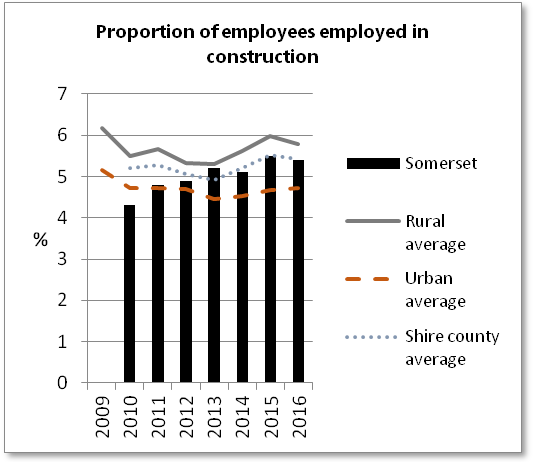 Proportion of employees employed in
construction
7
6
5
4
3
2
1
0
%
2009
2010
2011
2012
2013
2014
2015
2016
Somerset
Rural
average
Urban
average
Shire county
average